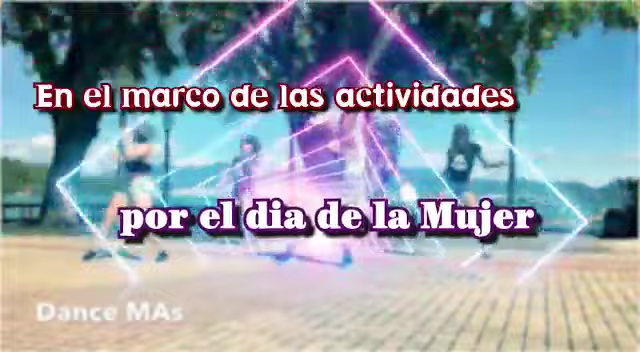 En el marco de las actividades
por el dia de la Mujer
Dance MAs